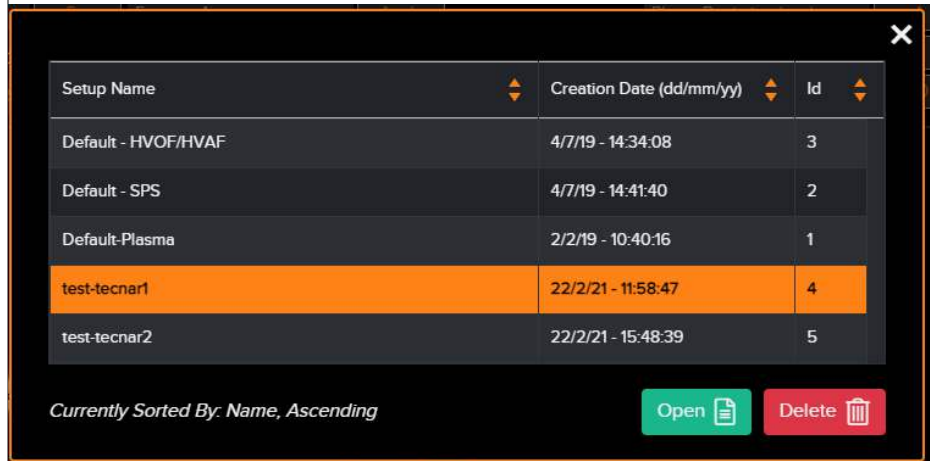 Setup Name Creation Date (dd/mm/yy) Id
Default - HVOF/HVAF 4/7/19 - 14:34:08 3
Default - SPS 4/7/19 - 14:41:40 2
Default-Plasma 2/2/19 - 10:40:16 1
test-tecnar1 22/2/21 - 11:58:47 4
test-tecnar2 22/2/21 - 15:48:39 5
Currently Sorted By: Name, Ascending Open Delete